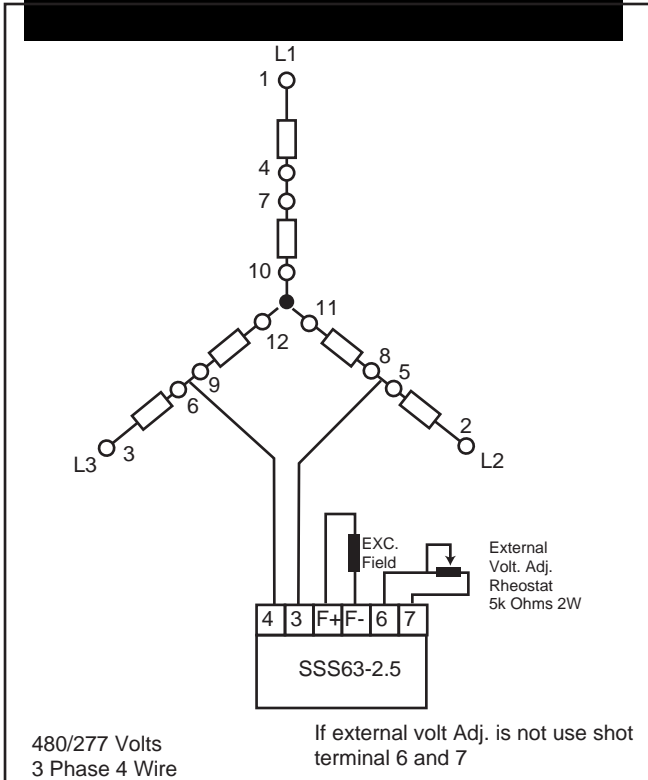 L1
1
4
7
10
11
12
8
9
5
6
2
3
L3
L2
EXC.
Field
External
Volt. Adj.
Rheostat
5k Ohms 2W
4 3 F+ F- 6 7
SSS63-2.5
480/277 Volts
3 Phase 4 Wire
If external volt Adj. is not use shot
terminal 6 and 7